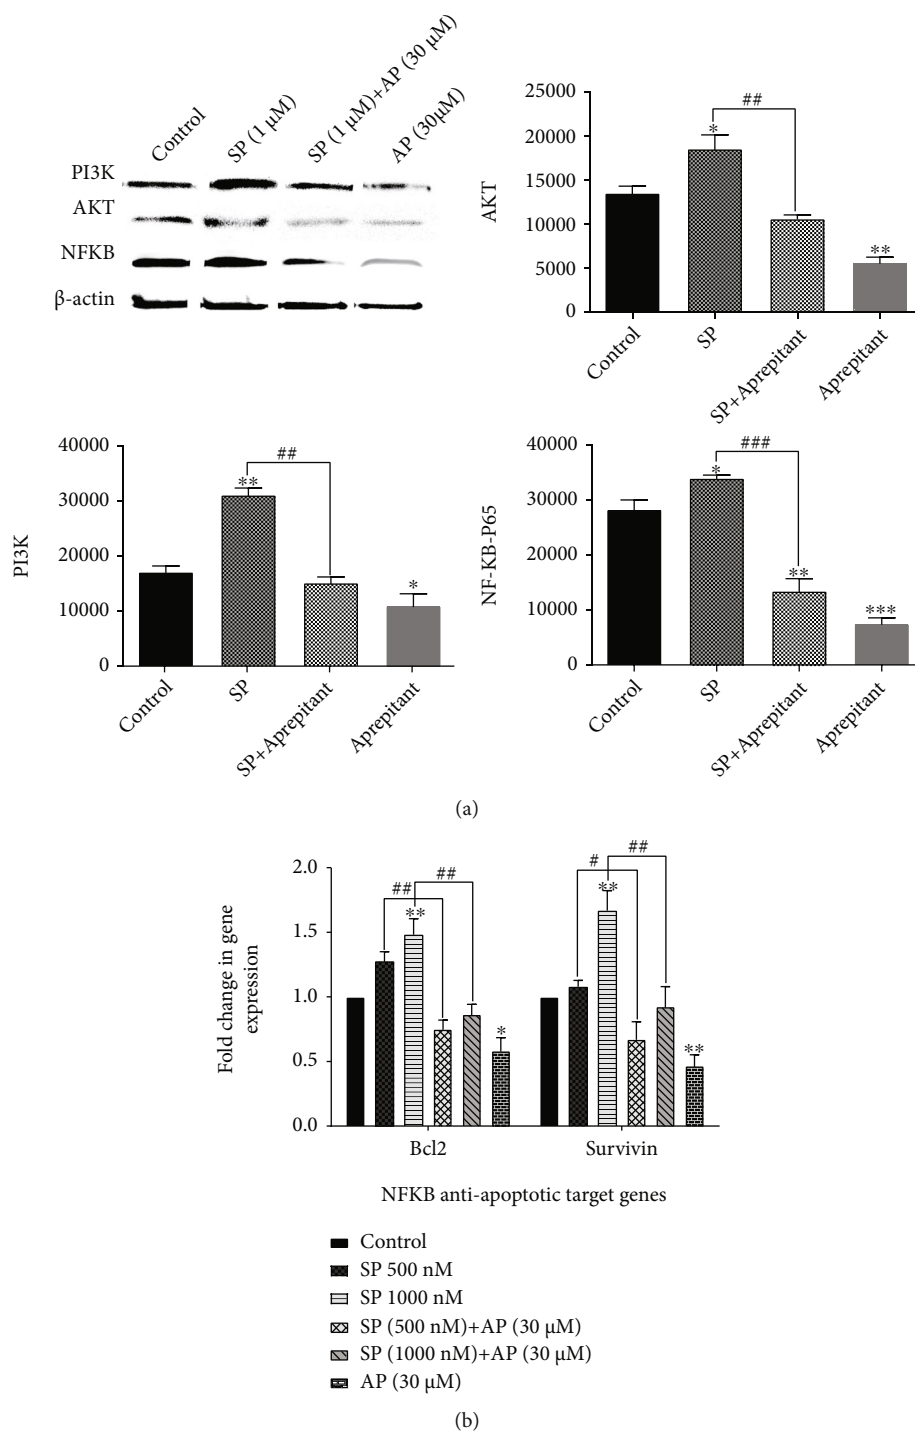 Control
SP (1 μM)
SP (1 μM)+AP (30 μM)
AP (30μM)
PI3K
AKT
NFKB
β-actin
AKT
25000
20000
15000
10000
5000
0
##
*
**
Control
SP
SP+Aprepitant
Aprepitant
PI3K
40000
30000
20000
10000
0
##
**
*
Control
SP
SP+Aprepitant
Aprepitant
NF-KB-P65
40000
30000
20000
10000
0
###
*
**
***
Control
SP
SP+Aprepitant
Aprepitant
(a)
Fold change in gene
expression
2.0
1.5
1.0
0.5
0.0
##
##
**
*
#
##
**
**
Bcl2
Survivin
NFKB anti-apoptotic target genes
Control
SP 500 nM
SP 1000 nM
SP (500 nM)+AP (30 μM)
SP (1000 nM)+AP (30 μM)
AP (30 μM)
(b)